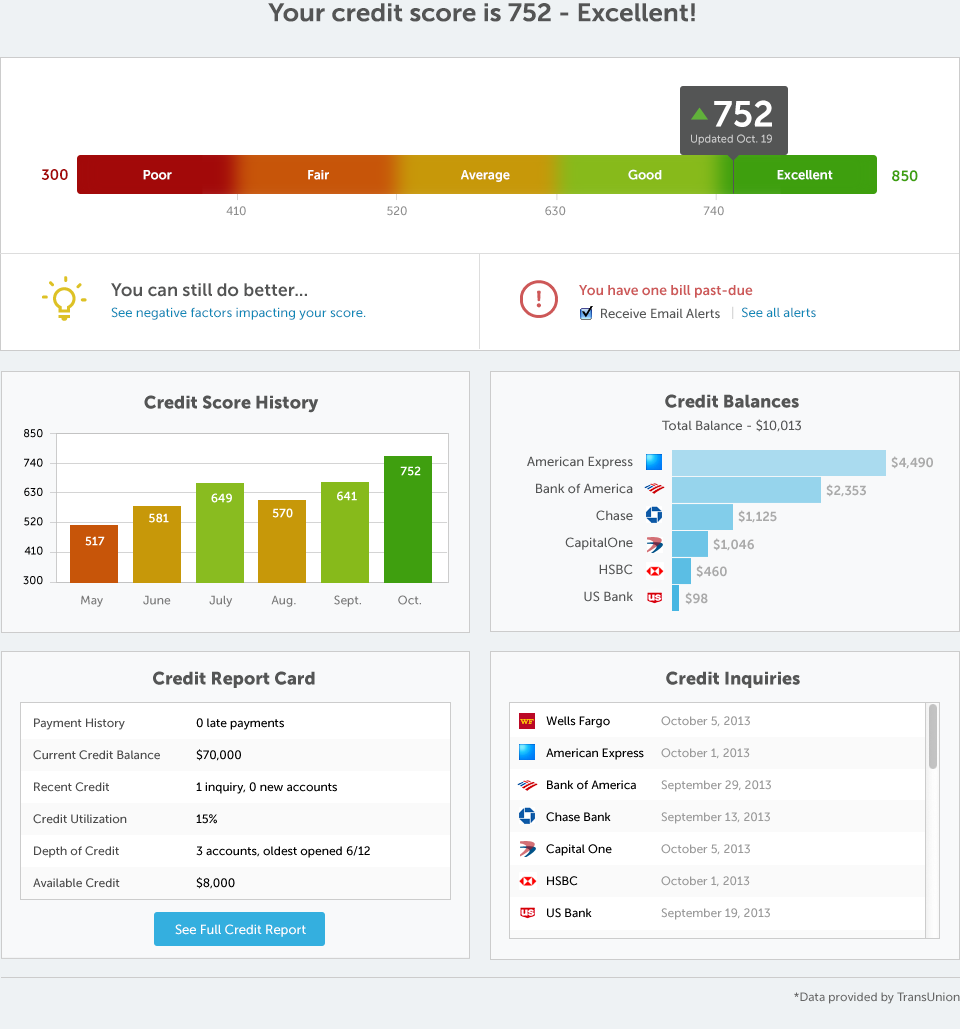 Your credit score is 752 - Excellent!
752
Updated Oct. 19
300 Poor Fair Average Good Excellent 850
410 520 630 740
You can still do better...
See negative factors impacting your score.
You have one bill past-due
Receive Email Alerts | See all alerts
Credit Score History
850
740
630
520
410
300
517 581 649 570 641 752
May June July Aug. Sept. Oct.
Credit Balances
Total Balance - $10,013
American Express $4,490
Bank of America $2,353
Chase $1,125
CapitalOne $1,046
HSBC $460
US Bank $98
Credit Report Card
Payment History 0 late payments
Current Credit Balance $70,000
Recent Credit 1 inquiry, 0 new accounts
Credit Utilization 15%
Depth of Credit 3 accounts, oldest opened 6/12
Available Credit $8,000
See Full Credit Report
Credit Inquiries
WF Wells Fargo October 5, 2013
American Express October 1, 2013
Bank of America September 29, 2013
Chase Bank September 13, 2013
Capital One October 5, 2013
HSBC October 1, 2013
US US Bank September 19, 2013
*Data provided by TransUnion